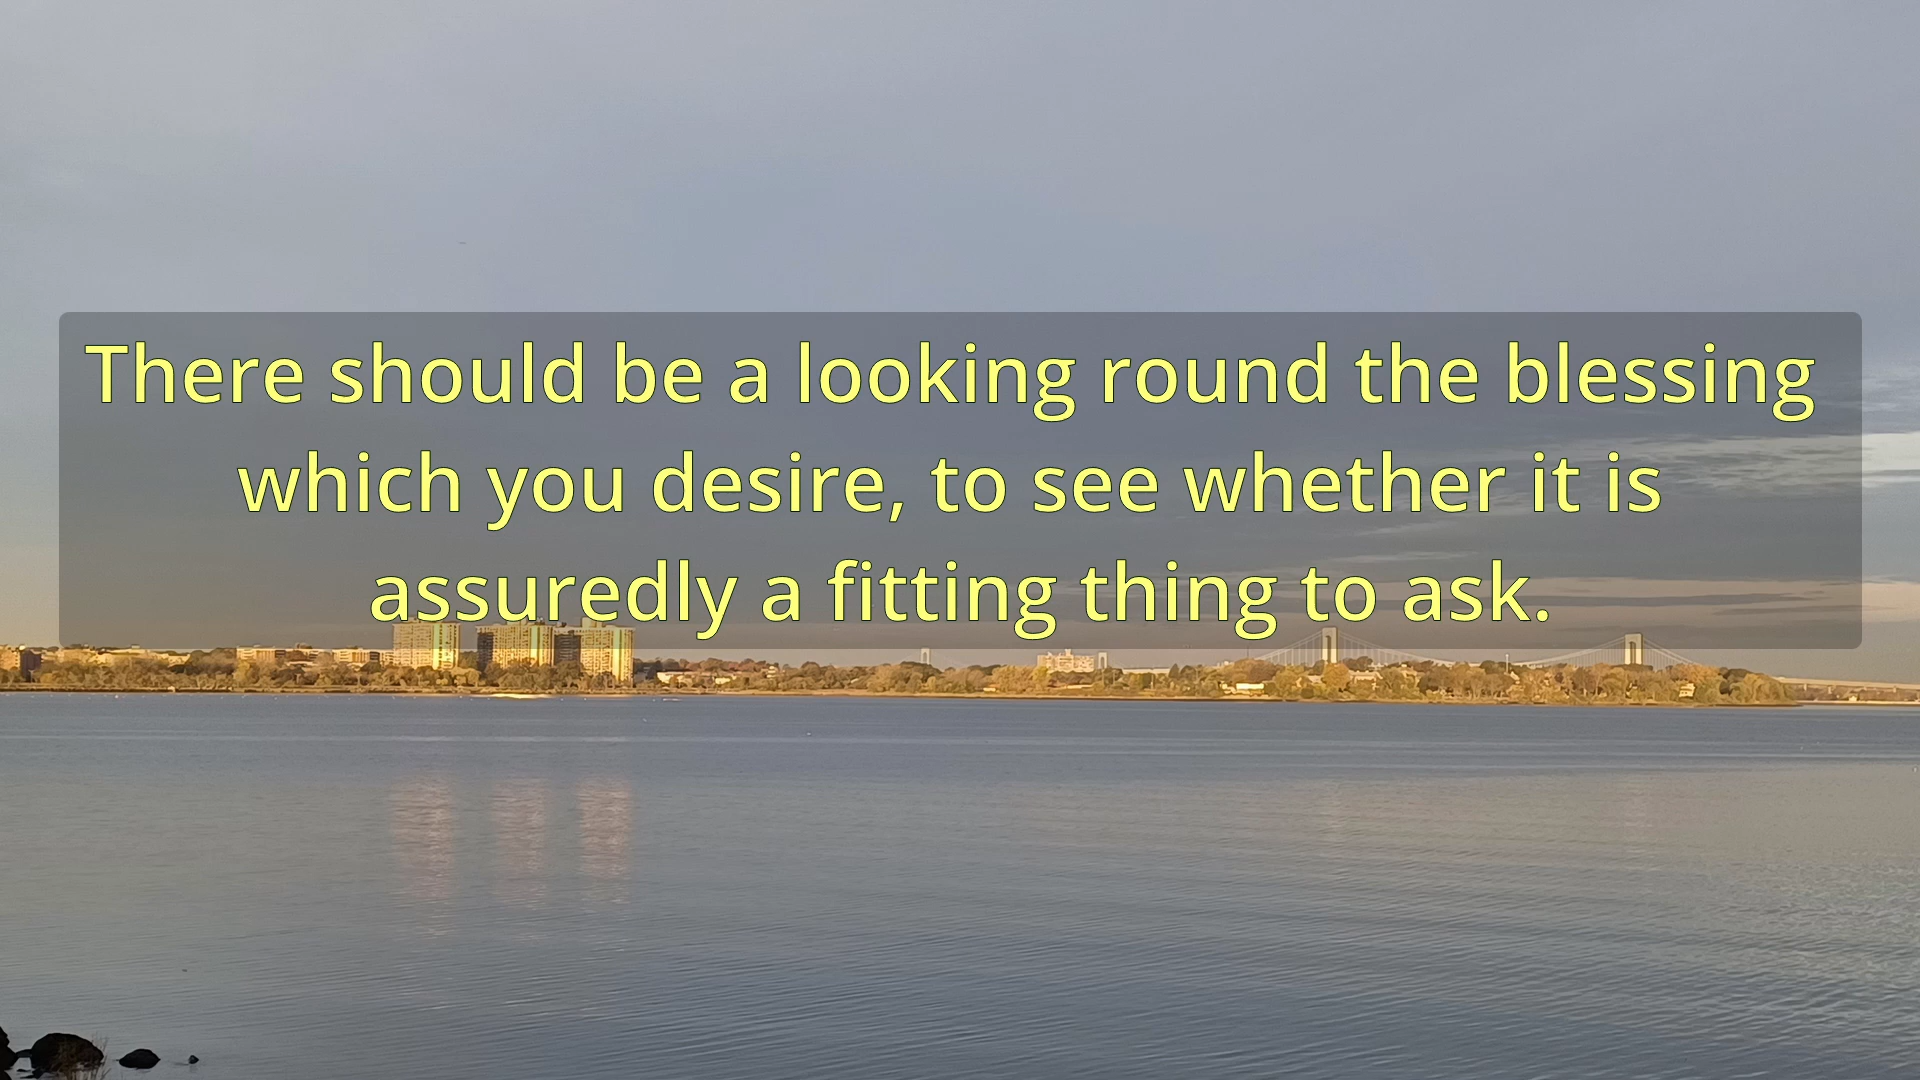 There should be a looking round the blessing
which you desire, to see whether it is
assuredly a fitting thing to ask.